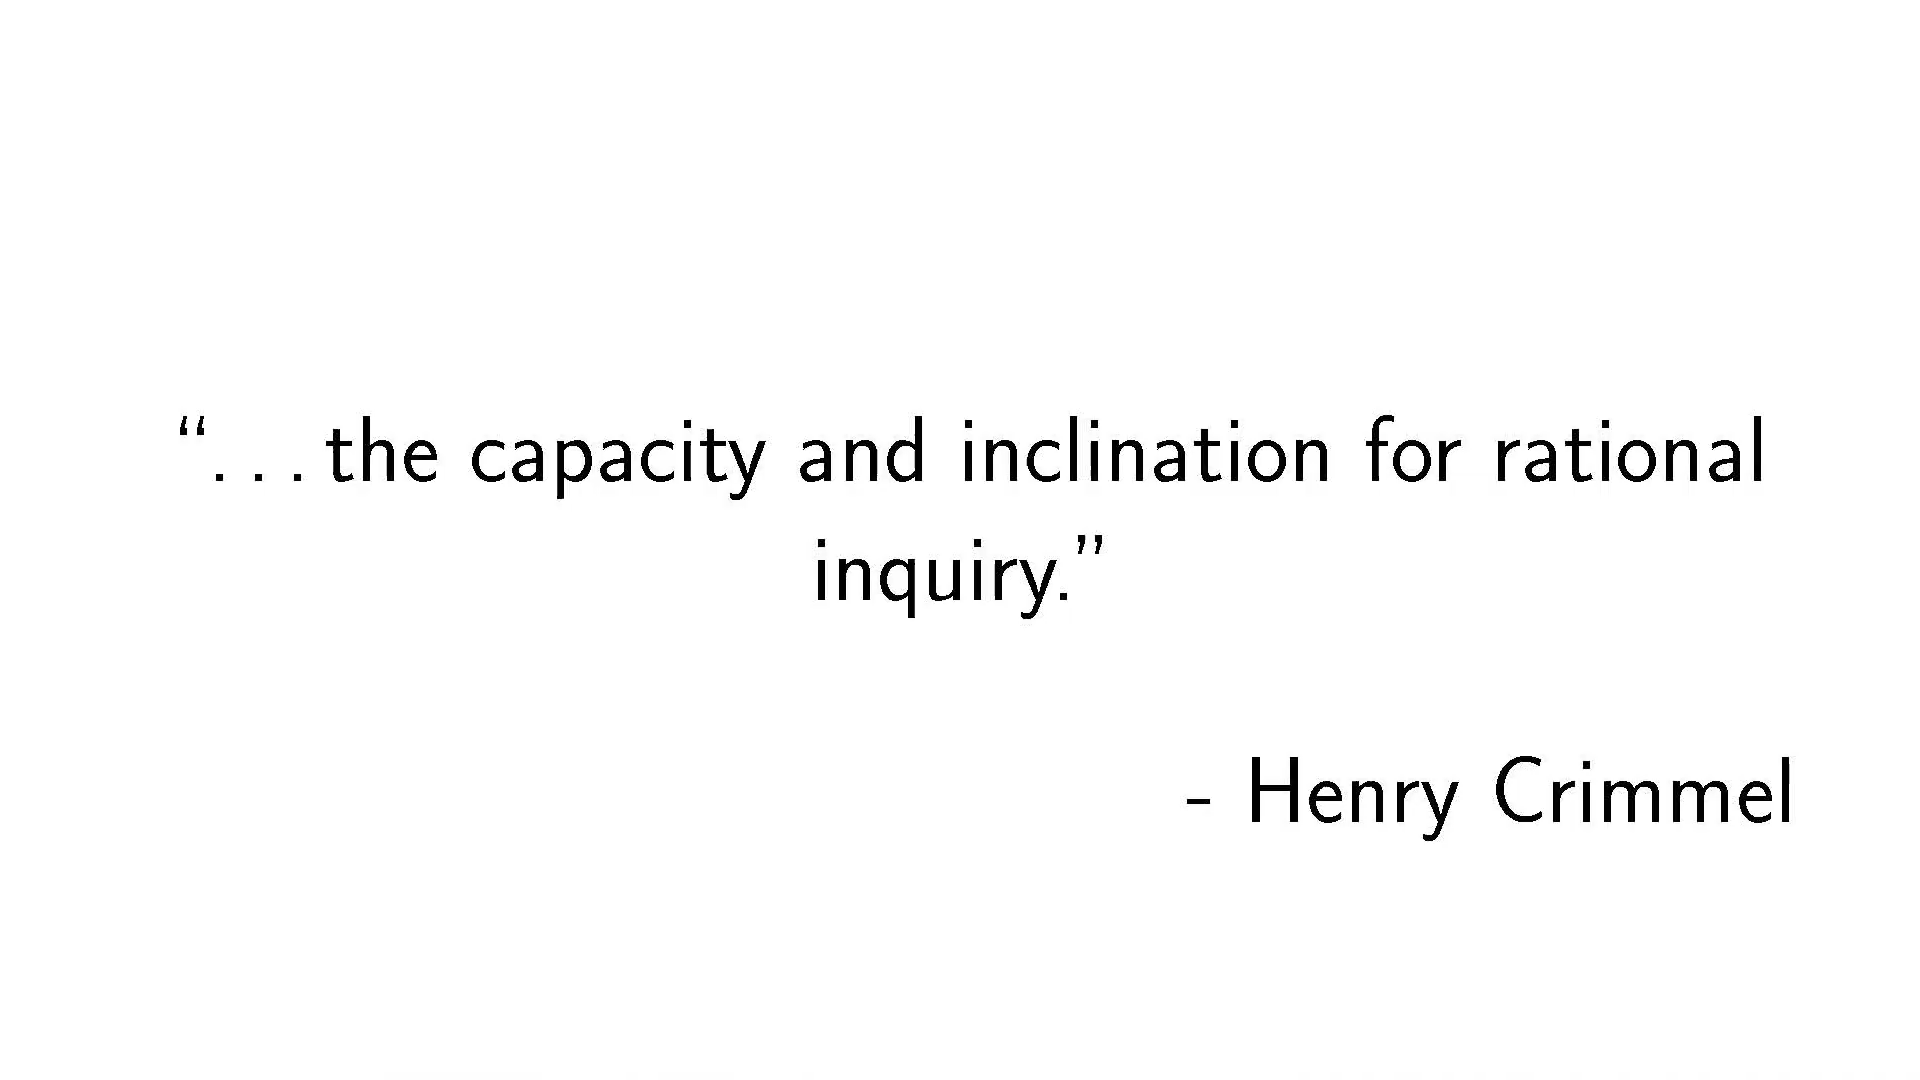 “. . . the capacity and inclination for rational
inquiry.”
- Henry Crimmel